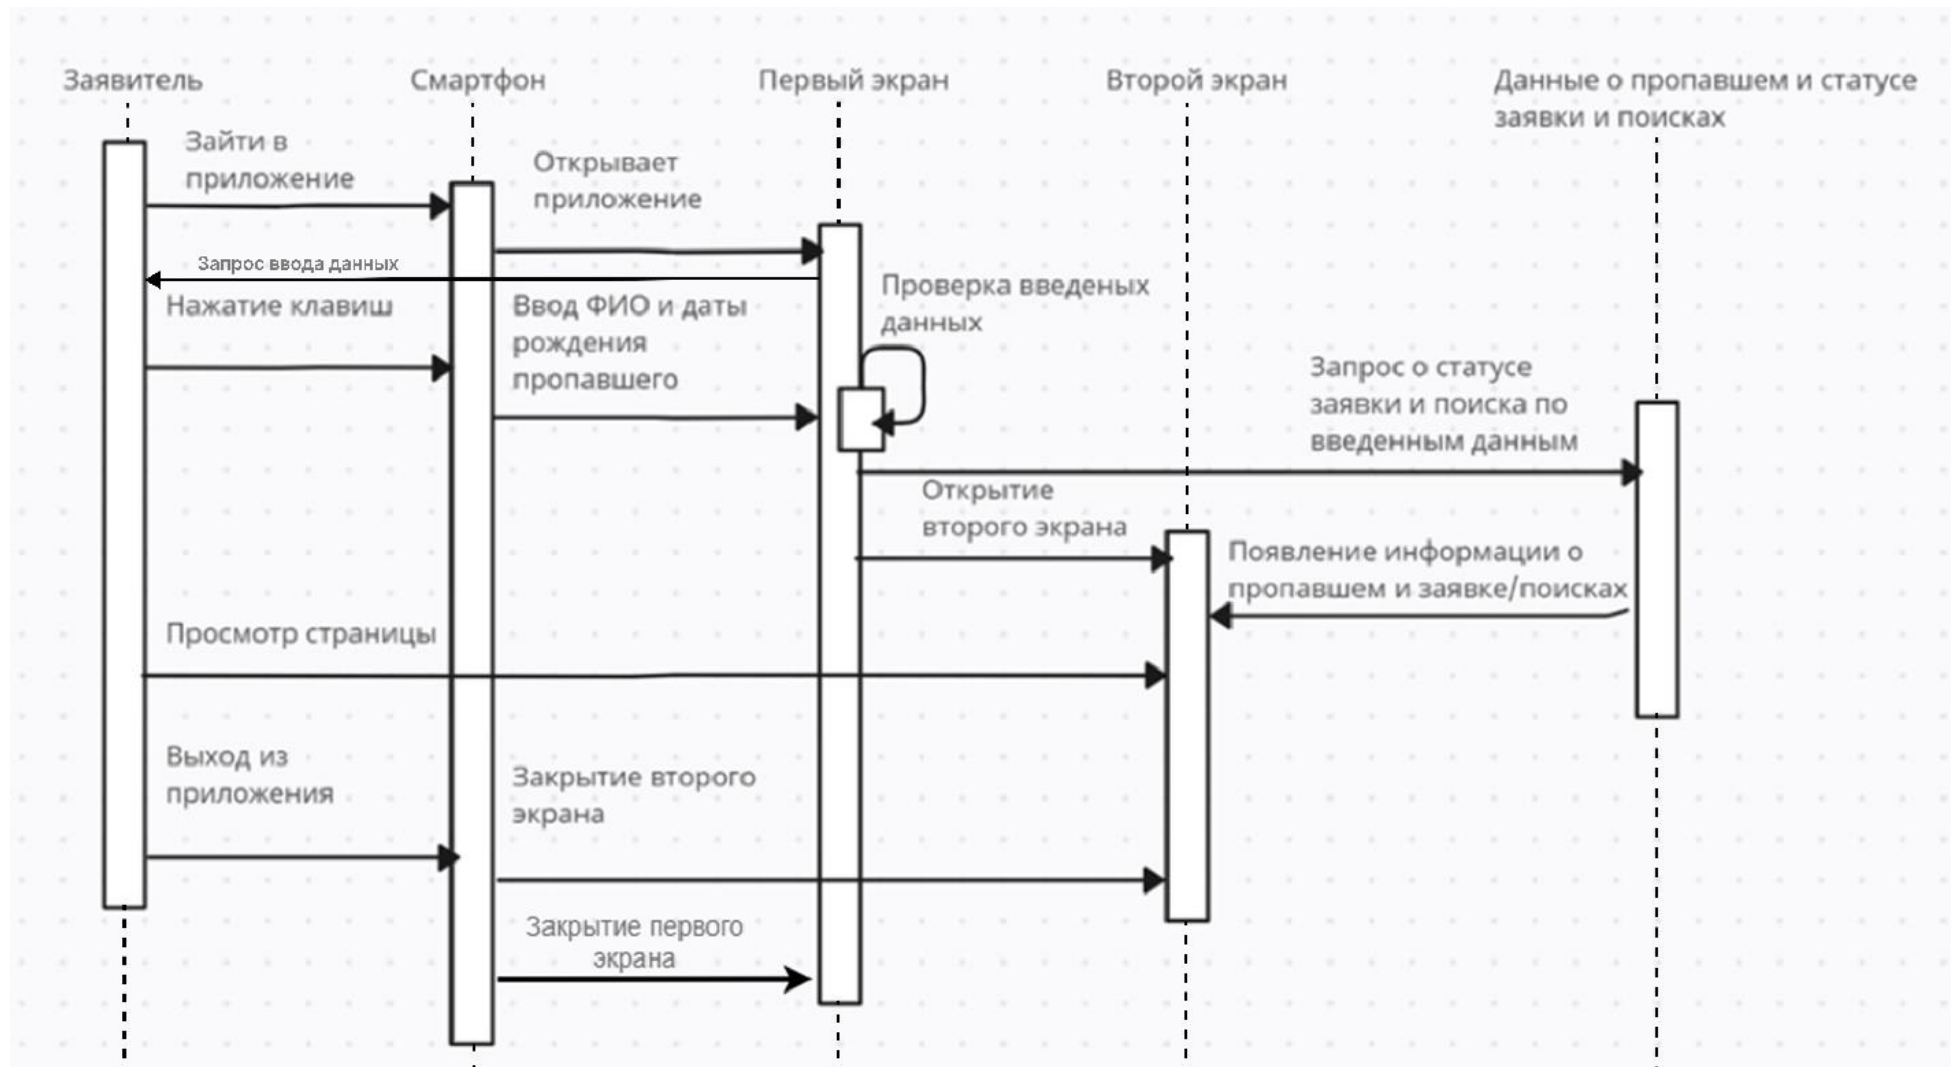 Заявитель
Смартфон
Первый экран
Второй экран
Данные о пропавшем и статусе
заявки и поисках
Зайти в
приложение
Открывает
приложение
Запрос ввода данных
Нажатие клавиш
Ввод ФИО и даты
рождения
пропавшего
Проверка введеных
данных
Запрос о статусе
заявки и поиска по
введенным данным
Открытие
второго экрана
Появление информации о
пропавшем и заявке/поисках
Просмотр страницы
Выход из
приложения
Закрытие второго
экрана
Закрытие первого
экрана